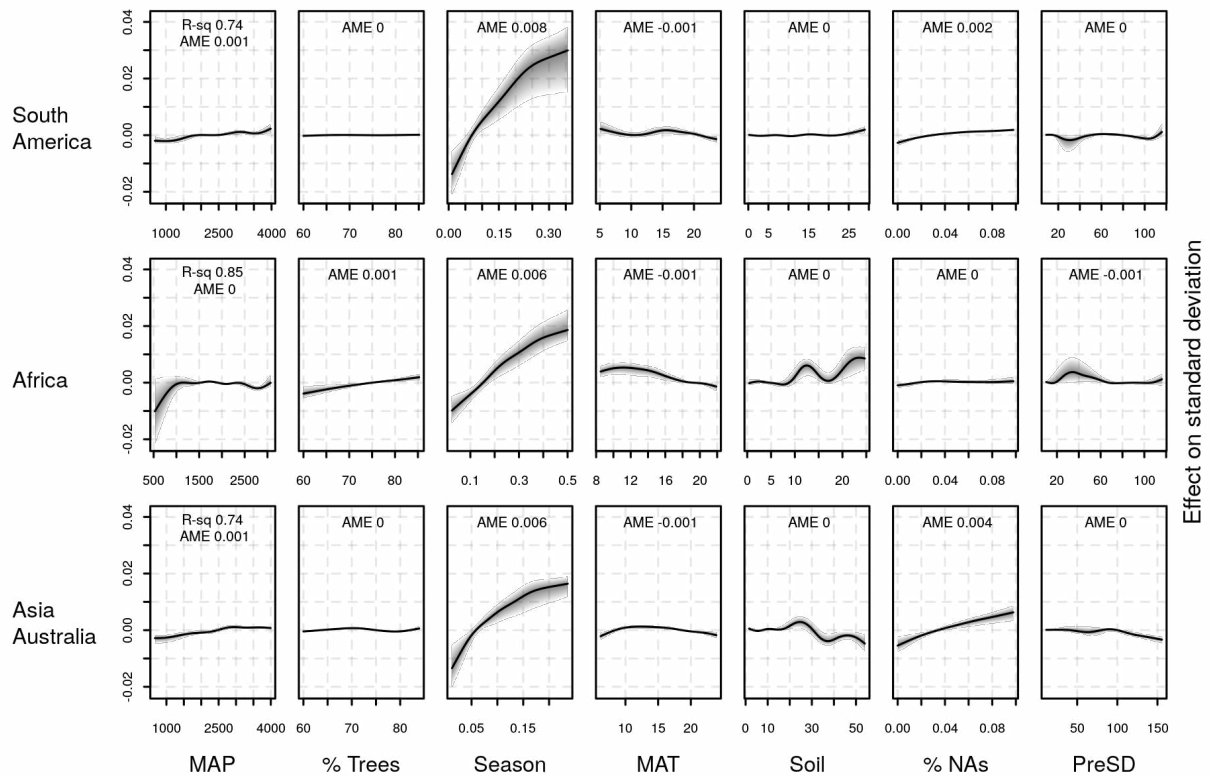 R-sq 0.74
AME 0.001
AME 0
AME 0.008
AME -0.001
AME 0
AME 0.002
AME 0
0.04
0.02
0.00
-0.02
South
America
1000 2500 4000
60 70 80
0.00 0.15 0.30
5 10 15 20
0 5 15 25
0.00 0.04 0.08
20 60 100
R-sq 0.85
AME 0
AME 0.001
AME 0.006
AME -0.001
AME 0
AME 0
AME -0.001
0.04
0.02
0.00
-0.02
Africa
500 1500 2500
60 70 80
0.1 0.3 0.5
8 12 16 20
0 5 10 20
0.00 0.04 0.08
20 60 100
R-sq 0.74
AME 0.001
AME 0
AME 0.006
AME -0.001
AME 0
AME 0.004
AME 0
0.04
0.02
0.00
-0.02
Asia
Australia
1000 2500 4000
60 70 80
0.05 0.15
10 15 20
0 10 30 50
0.00 0.04 0.08
50 100 150
MAP % Trees Season MAT Soil % NAs PreSD
Effect on standard deviation